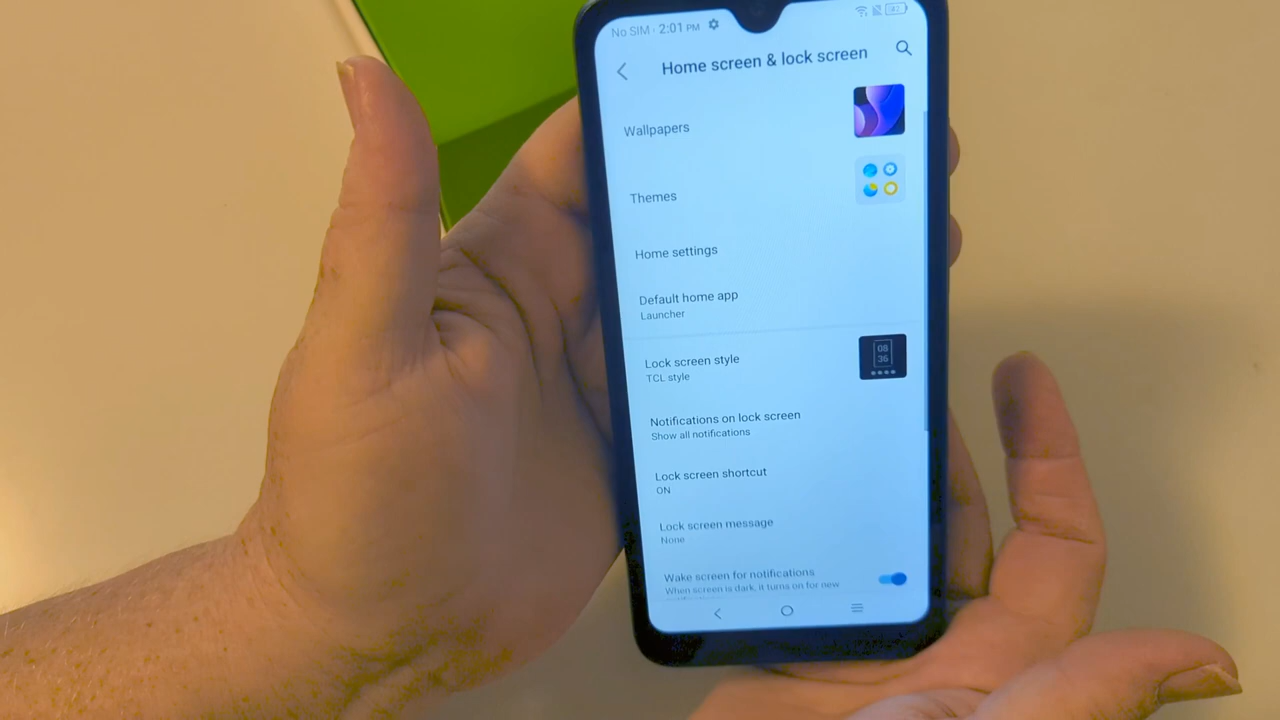 No SIM · 2:01 PM
Home screen & lock screen
Wallpapers
Themes
Home settings
Default home app
Launcher
Lock screen style
TCL style
08
36
Notifications on lock screen
Show all notifications
Lock screen shortcut
ON
Lock screen message
None
Wake screen for notifications
When screen is dark, it turns on for new